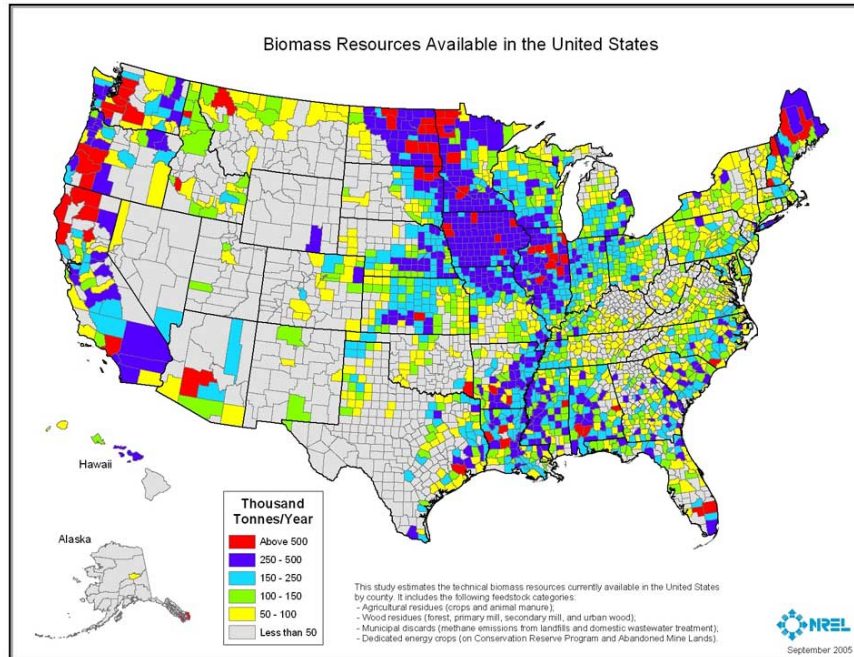 Biomass Resources Available in the United States
Hawaii
Alaska
Thousand
Tonnes/Year
Above 500
250 - 500
150 - 250
100 - 150
50 - 100
Less than 50
This study estimates the technical biomass resources currently available in the United States
by county. It includes the following feedstock categories:
- Agricultural residues (crops and animal manure);
- Wood residues (forest, primary mill, secondary mill, and urban wood);
- Municipal discards (methane emissions from landfills and domestic wastewater treatment);
- Dedicated energy crops (on Conservation Reserve Program and Abandoned Mine Lands).
NREL
September 2005